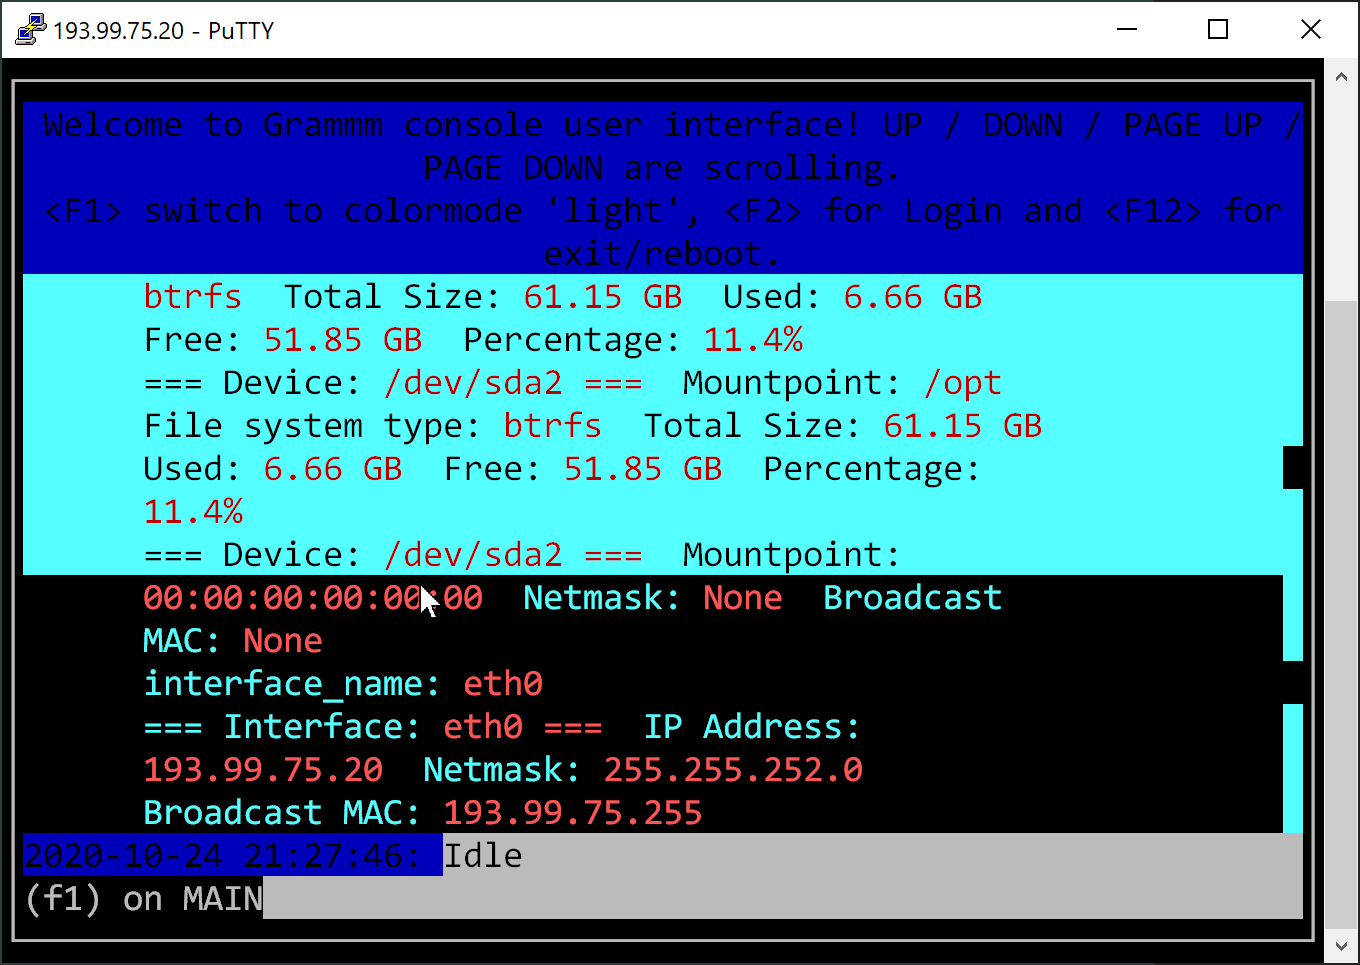 193.99.75.20 - PuTTY
Welcome to Grammm console user interface! UP / DOWN / PAGE UP /
PAGE DOWN are scrolling.
<F1> switch to colormode 'light', <F2> for Login and <F12> for
exit/reboot.
btrfs  Total Size: 61.15 GB  Used: 6.66 GB
Free: 51.85 GB  Percentage: 11.4%
=== Device: /dev/sda2 ===  Mountpoint: /opt
File system type: btrfs  Total Size: 61.15 GB
Used: 6.66 GB  Free: 51.85 GB  Percentage:
11.4%
=== Device: /dev/sda2 ===  Mountpoint:
00:00:00:00:00:00  Netmask: None  Broadcast
MAC: None
interface_name: eth0
=== Interface: eth0 ===  IP Address:
193.99.75.20  Netmask: 255.255.252.0
Broadcast MAC: 193.99.75.255
2020-10-24 21:27:46: Idle
(f1) on MAIN